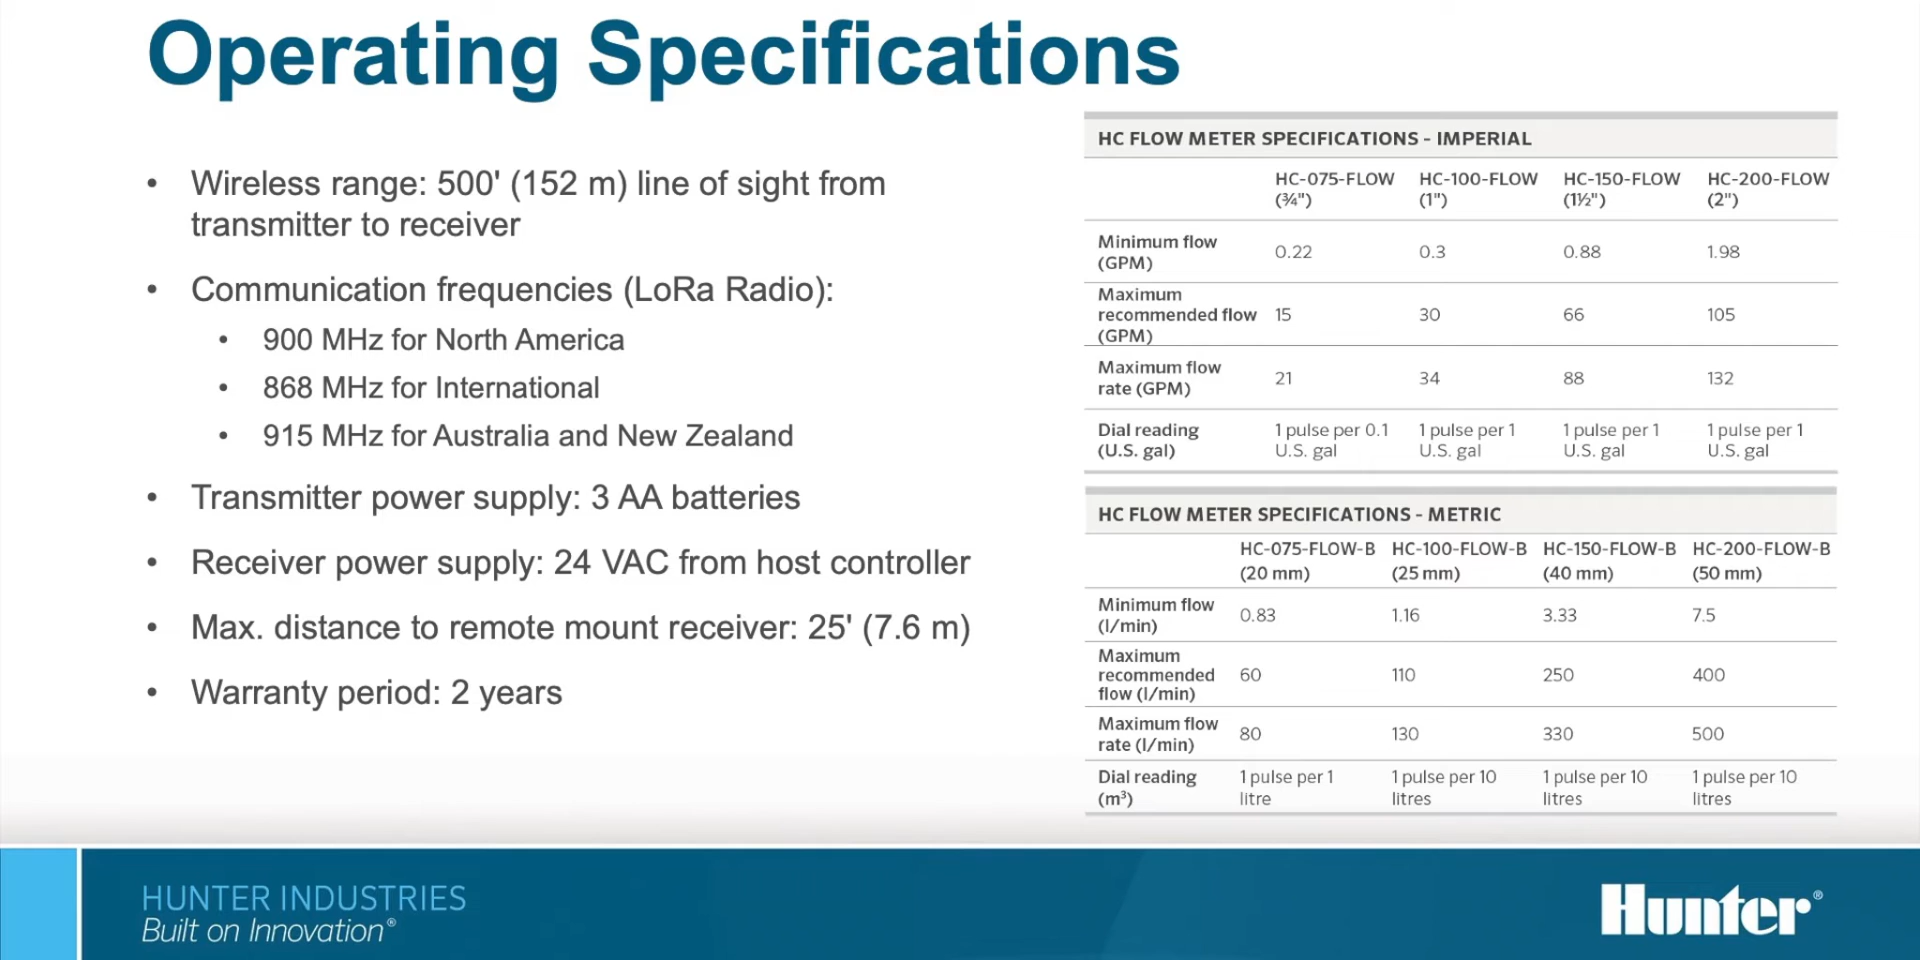 Operating Specifications
• Wireless range: 500' (152 m) line of sight from
transmitter to receiver
• Communication frequencies (LoRa Radio):
• 900 MHz for North America
• 868 MHz for International
• 915 MHz for Australia and New Zealand
• Transmitter power supply: 3 AA batteries
• Receiver power supply: 24 VAC from host controller
• Max. distance to remote mount receiver: 25' (7.6 m)
• Warranty period: 2 years
HC FLOW METER SPECIFICATIONS - IMPERIAL
HC-075-FLOW HC-100-FLOW HC-150-FLOW HC-200-FLOW
(¾") (1") (1½") (2")
Minimum flow
(GPM) 0.22 0.3 0.88 1.98
Maximum
recommended flow 15 30 66 105
(GPM)
Maximum flow
rate (GPM) 21 34 88 132
Dial reading 1 pulse per 0.1 1 pulse per 1 1 pulse per 1 1 pulse per 1
(U.S. gal) U.S. gal U.S. gal U.S. gal U.S. gal
HC FLOW METER SPECIFICATIONS - METRIC
HC-075-FLOW-B HC-100-FLOW-B HC-150-FLOW-B HC-200-FLOW-B
(20 mm) (25 mm) (40 mm) (50 mm)
Minimum flow
(l/min) 0.83 1.16 3.33 7.5
Maximum
recommended 60 110 250 400
flow (l/min)
Maximum flow
rate (l/min) 80 130 330 500
Dial reading 1 pulse per 1 1 pulse per 10 1 pulse per 10 1 pulse per 10
(m³) litre litres litres litres
HUNTER INDUSTRIES
Built on Innovation®
Hunter®